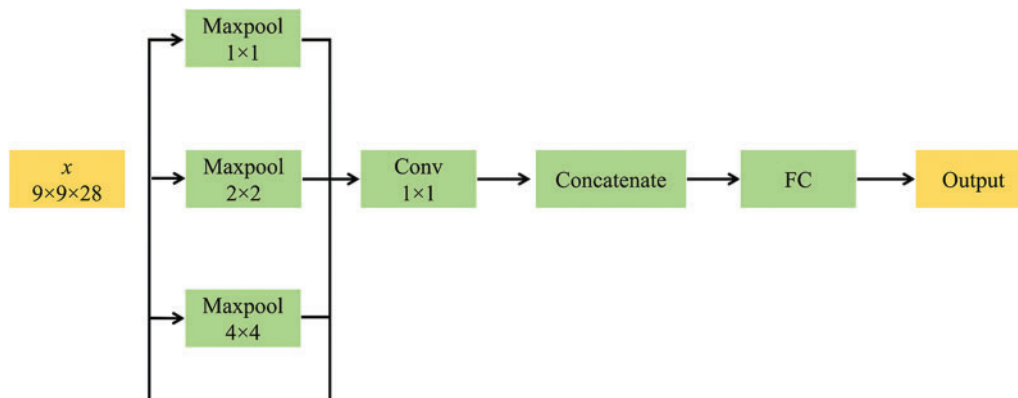 Maxpool
1×1
x
9×9×28
Maxpool
2×2
Conv
1×1
Concatenate
FC
Output
Maxpool
4×4